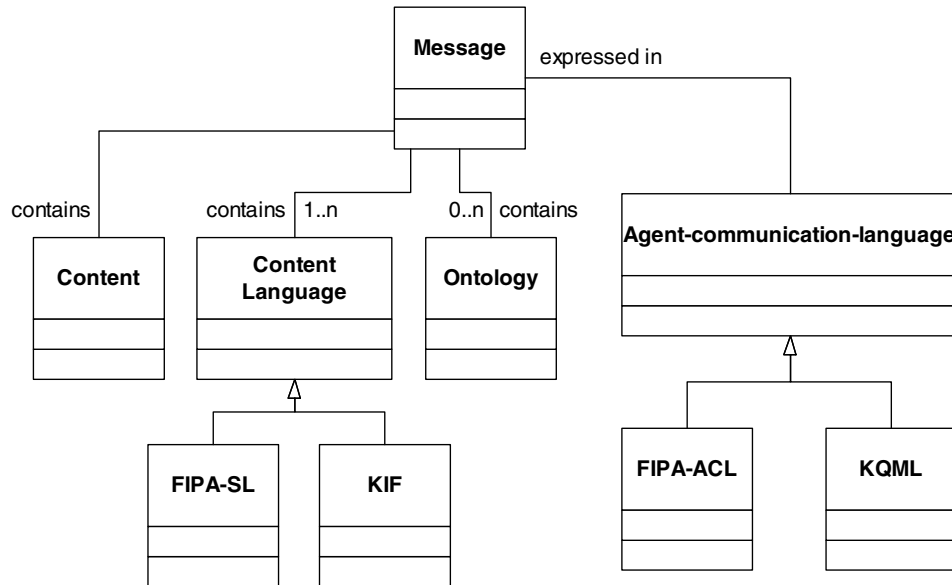 Message
expressed in
contains
contains
1..n
0..n
contains
Content
Content
Language
Ontology
Agent-communication-language
FIPA-SL
KIF
FIPA-ACL
KQML